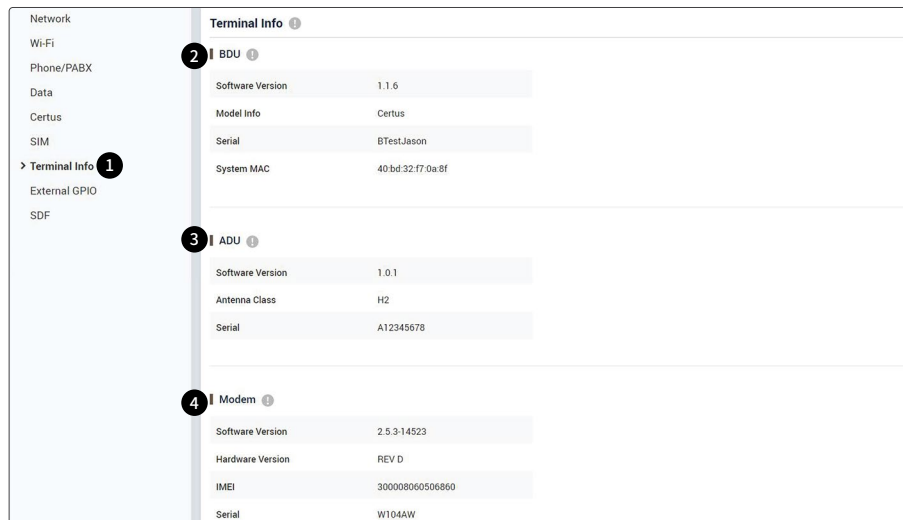 Network
Wi-Fi
Phone/PABX
Data
Certus
SIM
> Terminal Info 1
External GPIO
SDF
Terminal Info !
2 BDU !
Software Version 1.1.6
Model Info Certus
Serial BTestJason
System MAC 40:bd:32:f7:0a:8f
3 ADU !
Software Version 1.0.1
Antenna Class H2
Serial A12345678
4 Modem !
Software Version 2.5.3-14523
Hardware Version REV D
IMEI 300008060506860
Serial W104AW